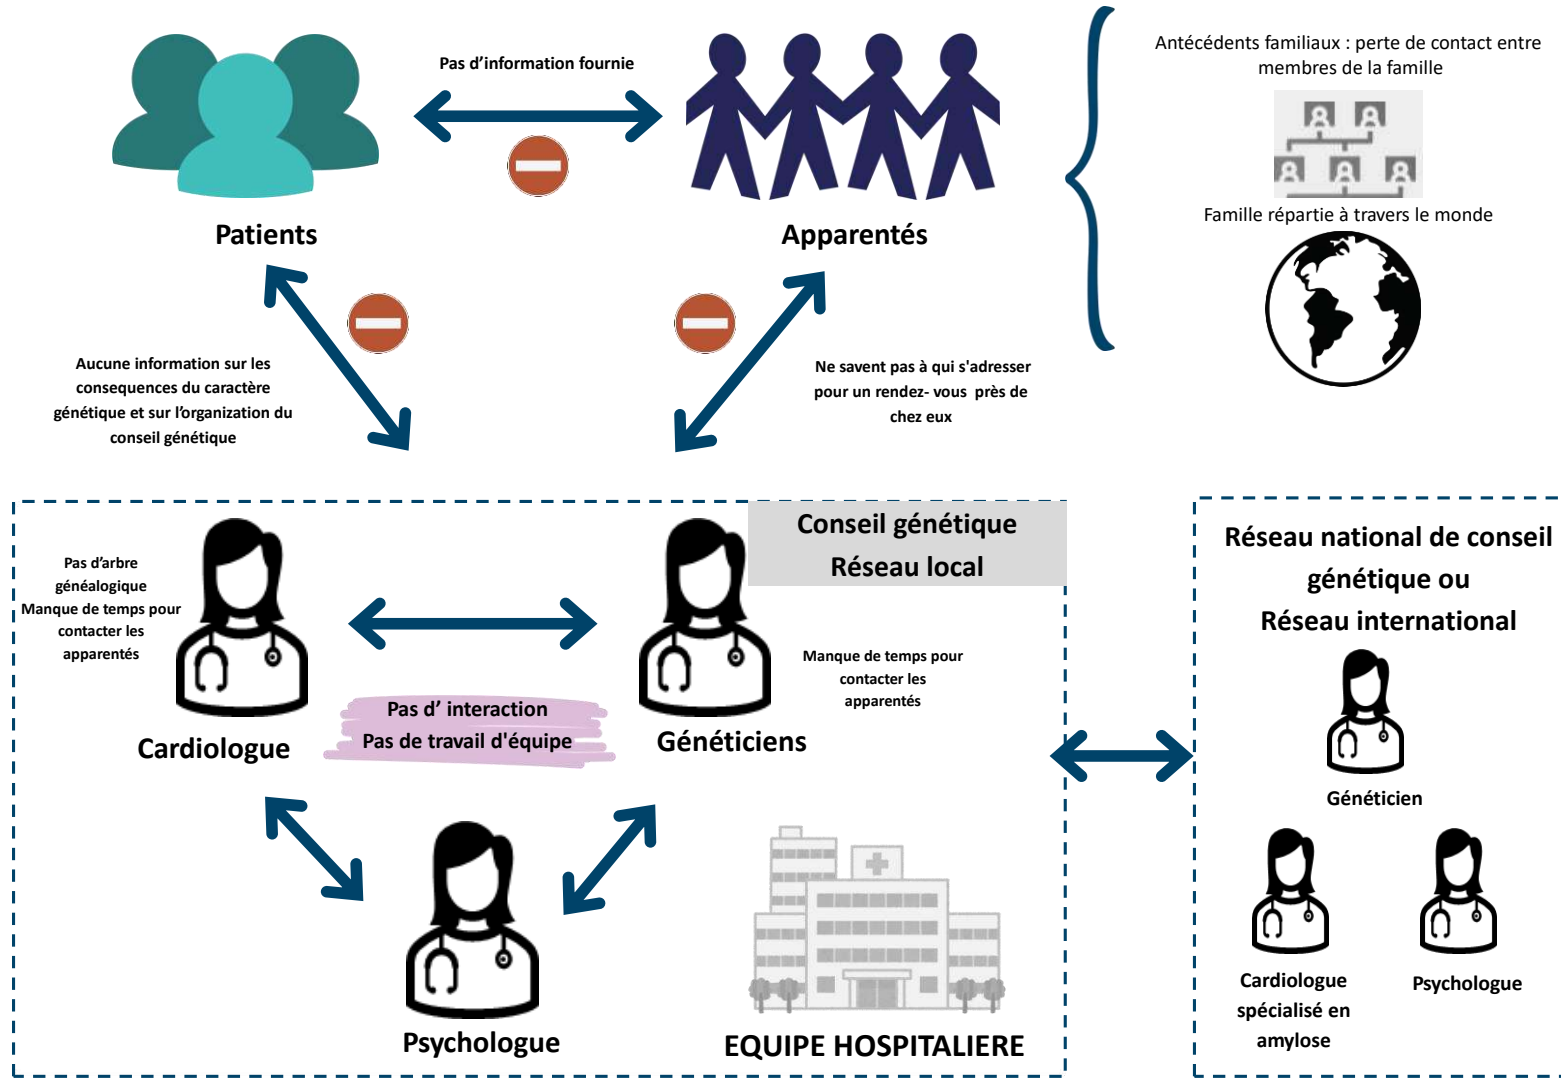 Pas d'information fournie
Antécédents familiaux : perte de contact entre
membres de la famille
Famille répartie à travers le monde
Patients
Apparentés
Aucune information sur les
consequences du caractère
génétique et sur l'organization du
conseil génétique
Ne savent pas à qui s'adresser
pour un rendez- vous près de
chez eux
Conseil génétique
Réseau local
Pas d'arbre
généalogique
Manque de temps pour
contacter les
apparentés
Manque de temps pour
contacter les
apparentés
Pas d' interaction
Pas de travail d'équipe
Cardiologue
Généticiens
Psychologue
EQUIPE HOSPITALIERE
Réseau national de conseil
génétique ou
Réseau international
Généticien
Cardiologue
spécialisé en
amylose
Psychologue